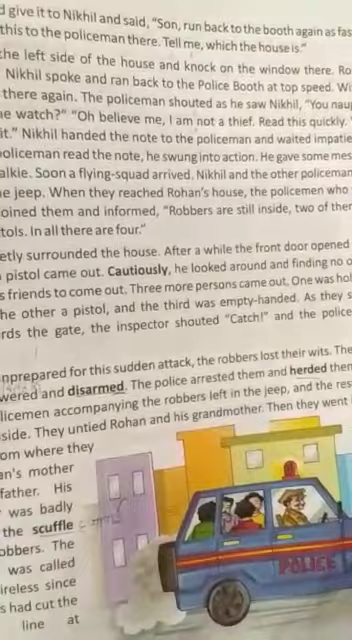 give it to Nikhil and said, "Son, run back to the booth again as fas
this to the policeman there. Tell me, which the house is."
the left side of the house and knock on the window there. Ro
Nikhil spoke and ran back to the Police Booth at top speed. Wi
there again. The policeman shouted as he saw Nikhil, "You nau
watch?" "Oh believe me, I am not a thief. Read this quickly.
it." Nikhil handed the note to the policeman and waited impatie
oliceman read the note, he swung into action. He gave some mes
alkie. Soon a flying-squad arrived. Nikhil and the other policeman
e jeep. When they reached Rohan's house, the policemen who
oined them and informed, "Robbers are still inside, two of ther
tols. In all there are four."
etly surrounded the house. After a while the front door opened
pistol came out. Cautiously, he looked around and finding no o
s friends to come out. Three more persons came out. One was hol
he other a pistol, and the third was empty-handed. As they s
rds the gate, the inspector shouted "Catch!" and the police
nprepared for this sudden attack, the robbers lost their wits. The
wered and disarmed. The police arrested them and herded them
licemen accompanying the robbers left in the jeep, and the res
side. They untied Rohan and his grandmother. Then they went
om where they
an's mother
father. His
was badly
the scuffle
obbers. The
was called
ireless since
s had cut the
line at
POLICE